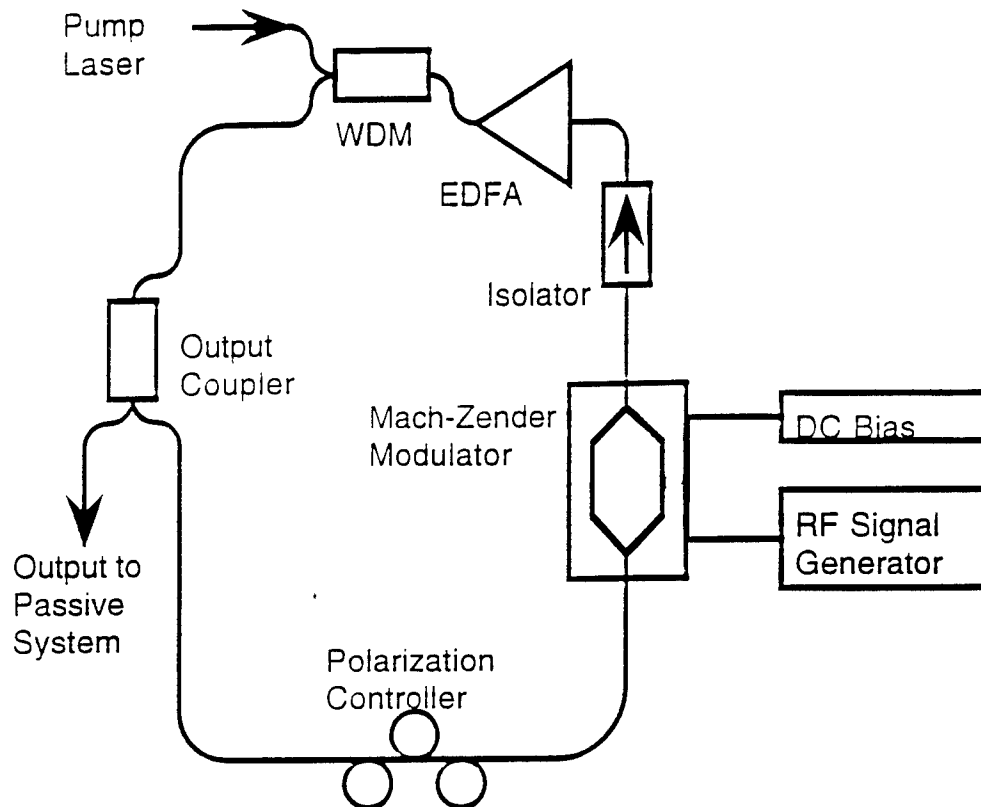 Pump
Laser
WDM
EDFA
Isolator
Output
Coupler
Mach-Zender
Modulator
DC Bias
RF Signal
Generator
Output to
Passive
System
Polarization
Controller